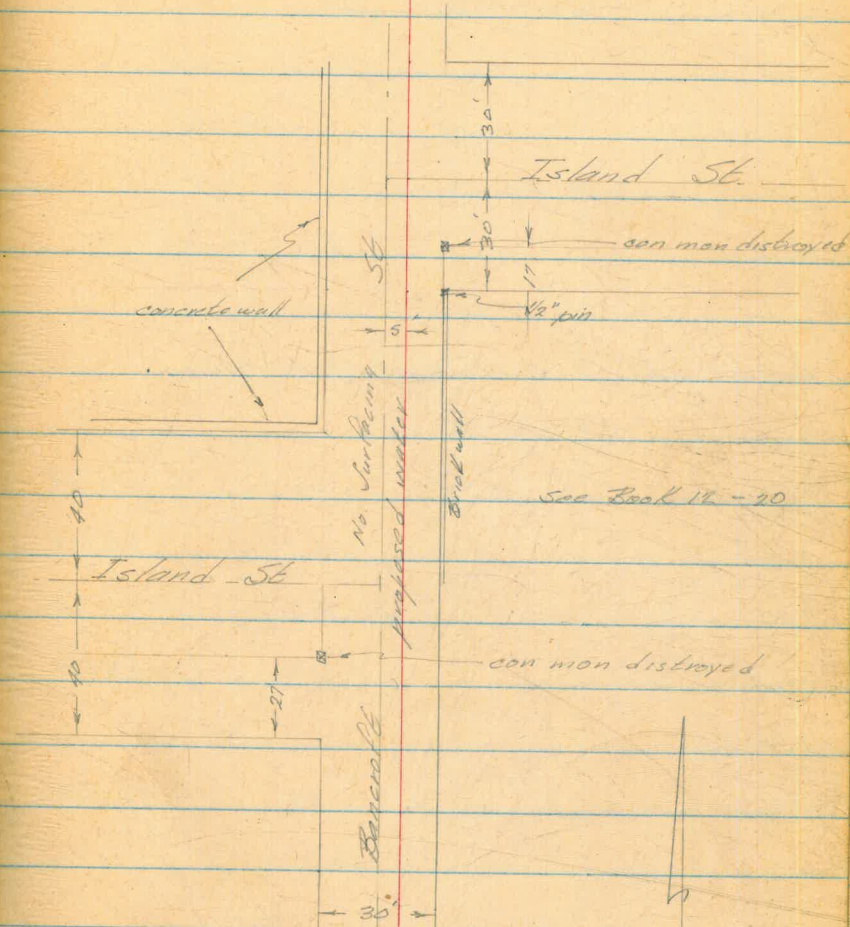 30'
Island St.
30'
con mon distroyed
17
St
concrete wall
1/2" pin
5'
No. Surfacing
proposed water
Brick wall
40
see Book 12 - 20
Island St
con mon distroyed
40
27
Bancroft
30'